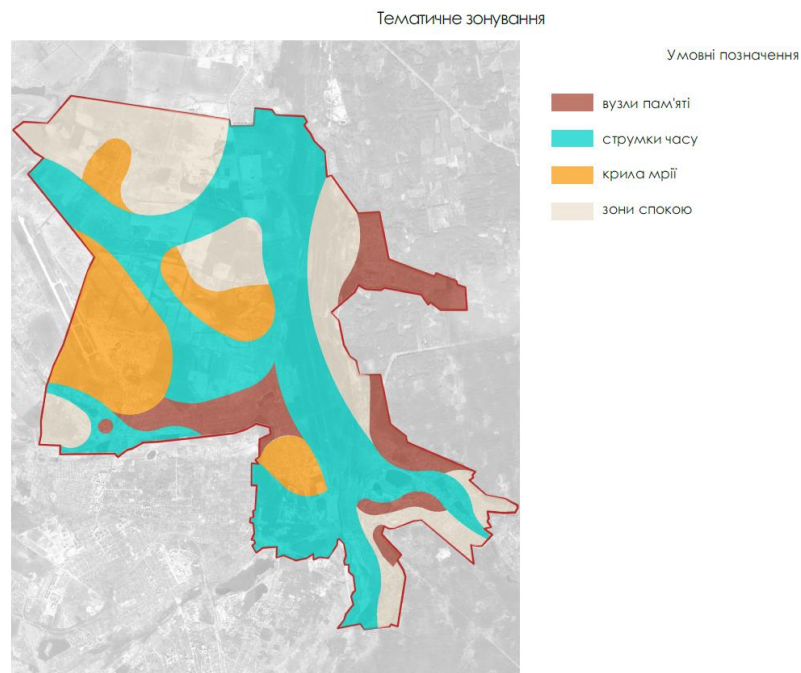 Тематичне зонування
Умовні позначення
вузли пам'яті
струмки часу
крила мрії
зони спокою